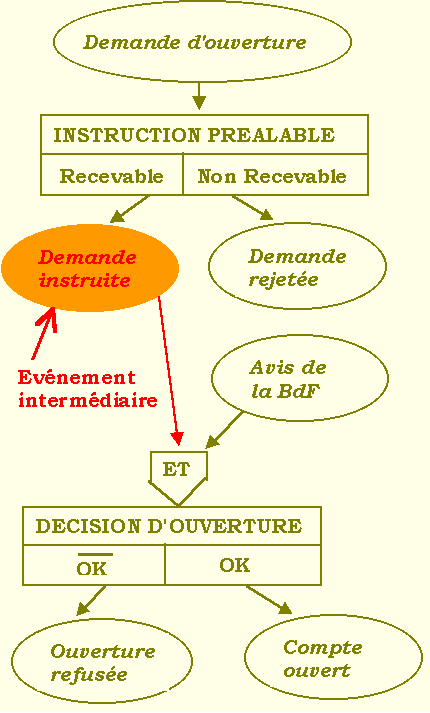 Demande d'ouverture
INSTRUCTION PREALABLE
Recevable
Non Recevable
Demande
instruite
Demande
rejetée
Evénement
intermédiaire
Avis de
la BdF
ET
DECISION D'OUVERTURE
OK
OK
Ouverture
refusée
Compte
ouvert